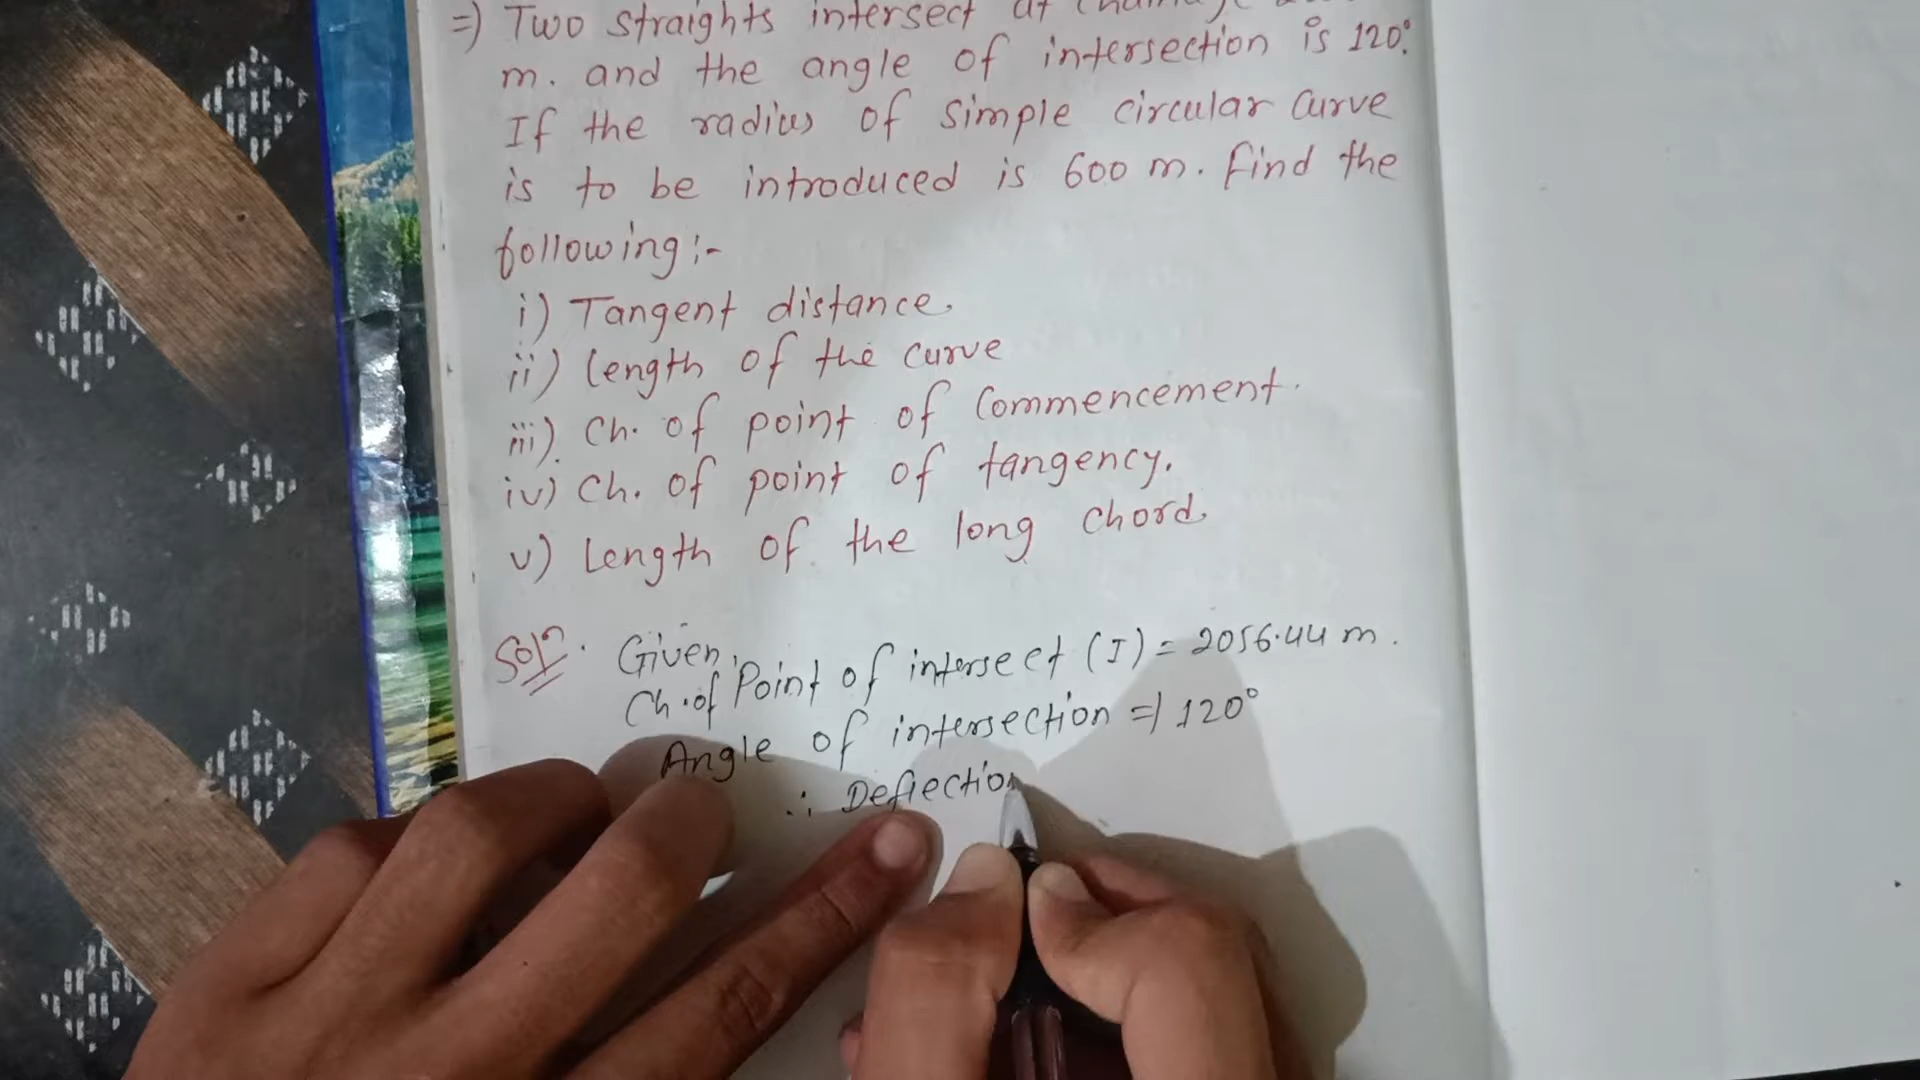 =) Two straights intersect at
m. and the angle of intersection is 120°.
If the radius of simple circular curve
is to be introduced is 600 m. find the
following :-
i) Tangent distance.
ii) length of the curve
iii). Ch. of point of commencement.
iv) Ch. of point of tangency.
v) Length of the long chord.
Solⁿ. Given,
Ch. of Point of intersect (I) = 2056.44 m.
Angle of intersection => 120°
∴ Deflection